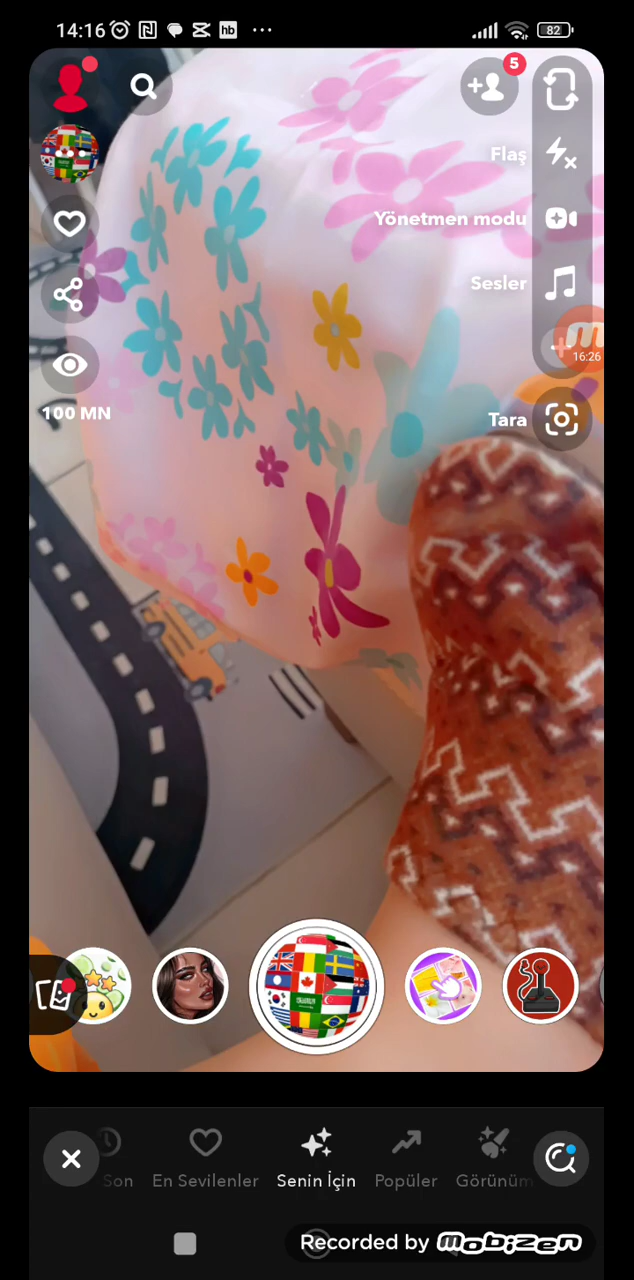 14:16
hb
82
5
Flaş
Yönetmen modu
Sesler
16:26
100 MN
Tara
Son
En Sevilenler
Senin İçin
Popüler
Görünüm
Recorded by mobizen